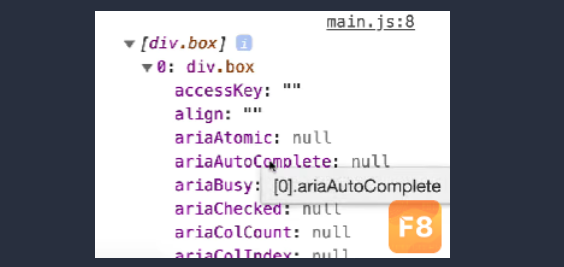 main.js:8
▼ [div.box] i
▼ 0: div.box
accessKey: ""
align: ""
ariaAtomic: null
ariaAutoComplete: null
ariaBusy:
[0].ariaAutoComplete
ariaChecked: null
ariaColCount: null
ariaColIndex: null
F8